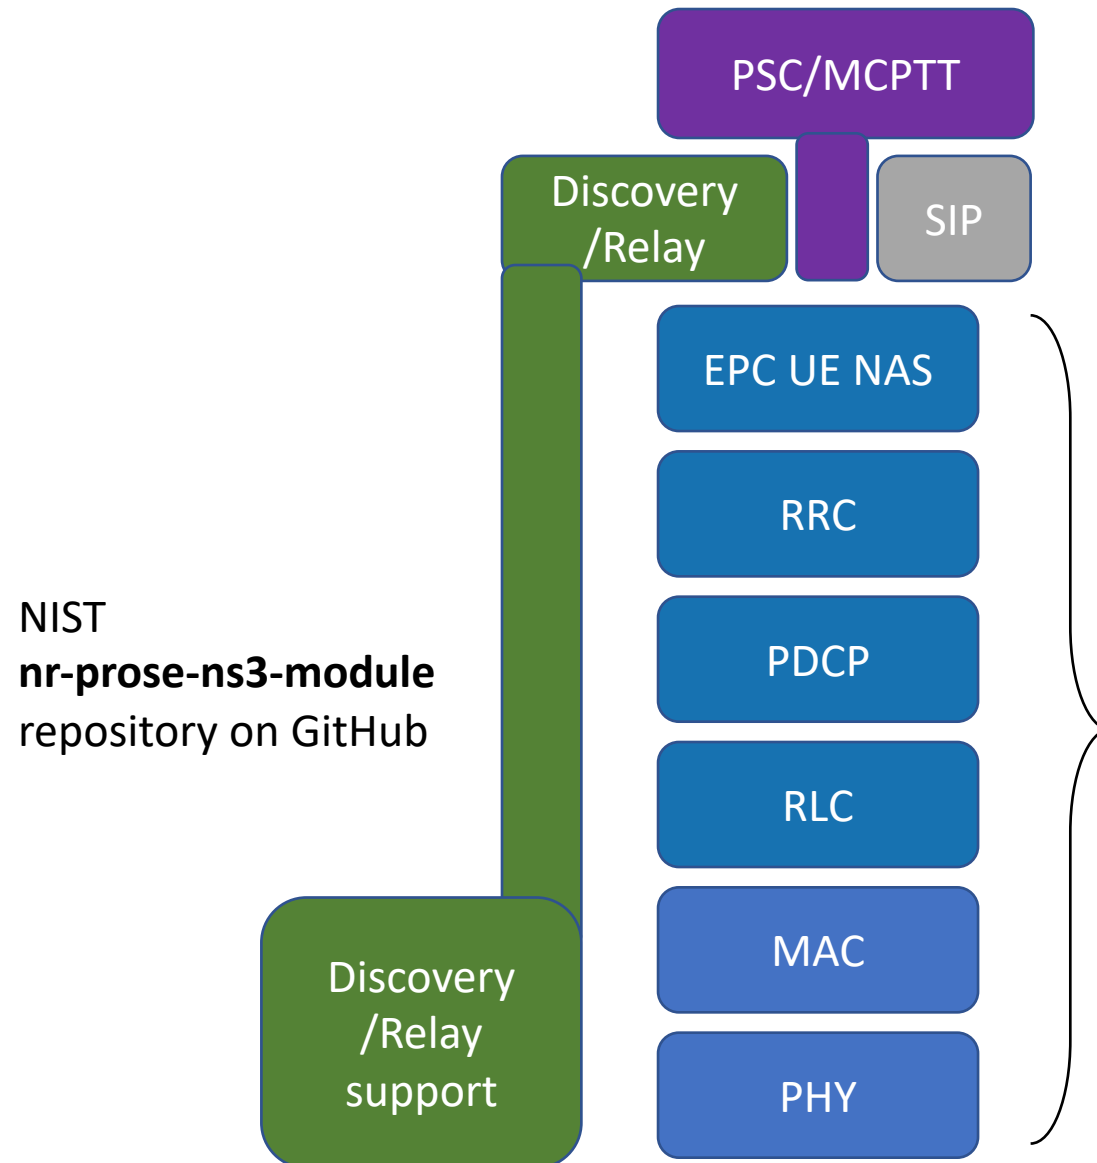 PSC/MCPTT
Discovery
/Relay
SIP
EPC UE NAS
RRC
PDCP
RLC
MAC
PHY
NIST
nr-prose-ns3-module
repository on GitHub
Discovery
/Relay
support